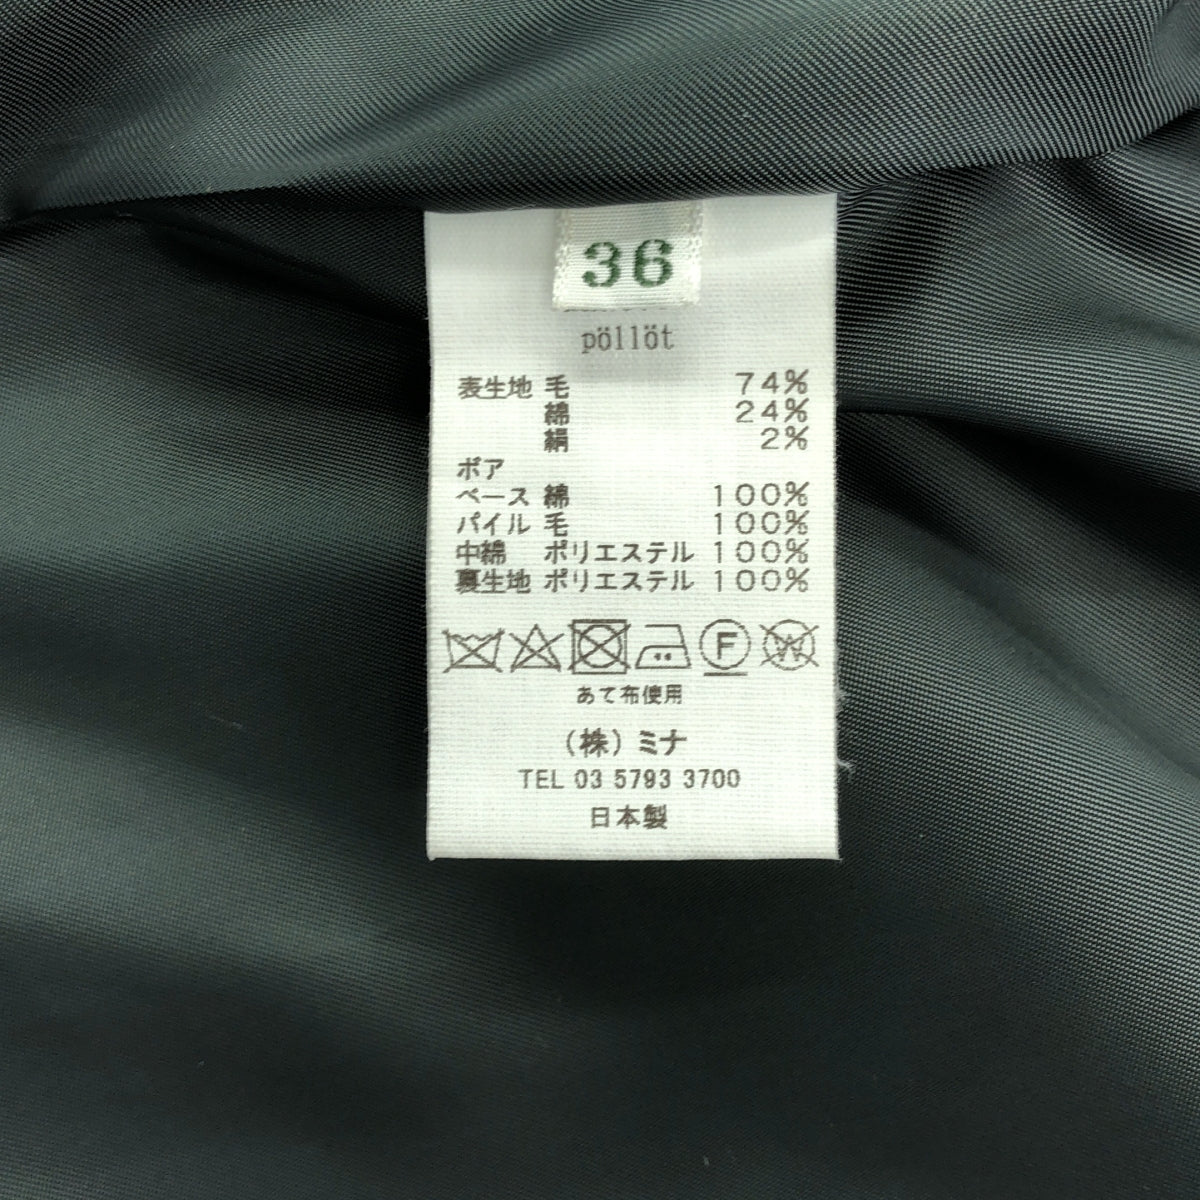 36
pöllöt
表生地 毛 74%
綿 24%
絹 2%
ボア
ベース 綿 100%
パイル 毛 100%
中綿 ポリエステル 100%
裏生地 ポリエステル 100%
F W
あて布使用
(株)ミナ
TEL 03 5793 3700
日本製